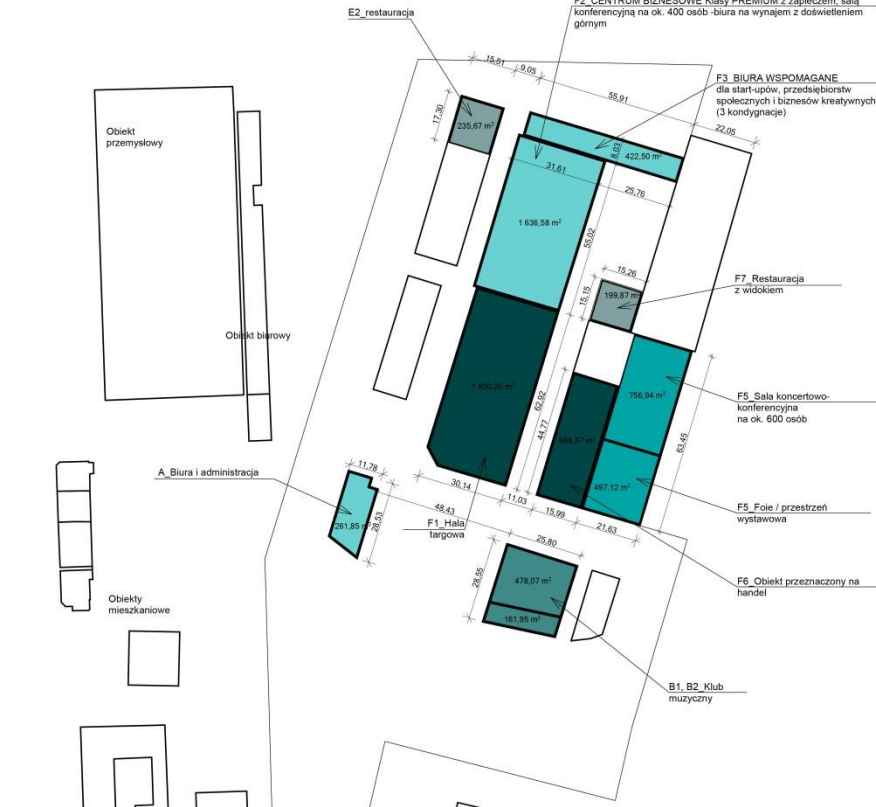 F2_CENTRUM BIZNESOWE Klasy PREMIUM z zapleczem, salą
konferencyjną na ok. 400 osób -biura na wynajem z doświetleniem
górnym
E2_restauracja
15,51
9,05
55,91
22,05
F3_BIURA WSPOMAGANE
dla start-upów, przedsiębiorstw
społecznych i biznesów kreatywnych
(3 kondygnacje)
17,30
235,67 m²
8,03
422,50 m²
Obiekt
przemysłowy
31,61
25,76
1 636,58 m²
55,02
15,26
15,15
199,87 m²
F7_Restauracja
z widokiem
Obiekt biurowy
1 800,20 m²
62,92
44,77
756,94 m²
F5_Sala koncertowo-
konferencyjna
na ok. 600 osób
63,45
A_Biura i administracja
11,78
30,14
11,03
15,99
21,63
497,12 m²
F5_Foie / przestrzeń
wystawowa
48,43
28,53
261,85 m²
F1_Hala
targowa
25,80
28,55
478,07 m²
161,95 m²
F6_Obiekt przeznaczony na
handel
Obiekty
mieszkaniowe
B1, B2_Klub
muzyczny